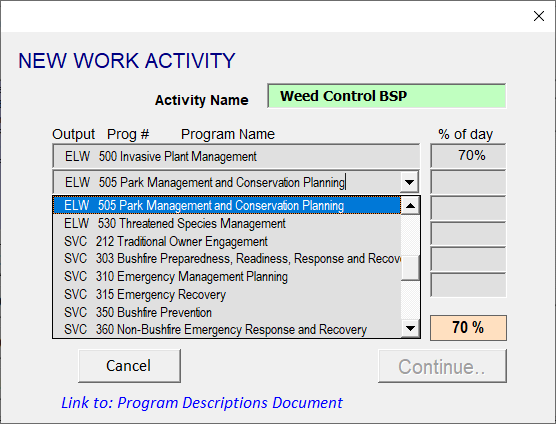 NEW WORK ACTIVITY
Activity Name Weed Control BSP
Output Prog # Program Name % of day
ELW 500 Invasive Plant Management 70%
ELW 505 Park Management and Conservation Planning
ELW 505 Park Management and Conservation Planning
ELW 530 Threatened Species Management
SVC 212 Traditional Owner Engagement
SVC 303 Bushfire Preparedness, Readiness, Response and Recov
SVC 310 Emergency Management Planning
SVC 315 Emergency Recovery
SVC 350 Bushfire Prevention
SVC 360 Non-Bushfire Emergency Response and Recovery
70 %
Cancel Continue..
Link to: Program Descriptions Document